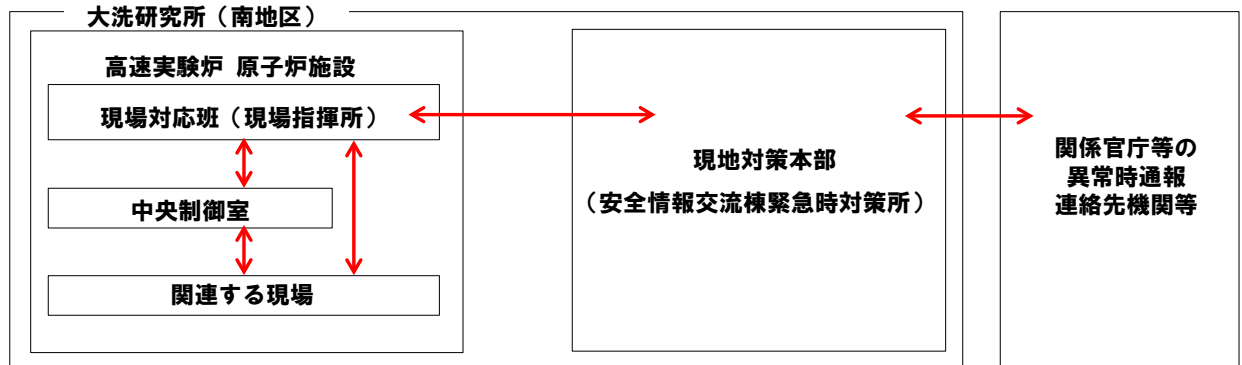 大洗研究所（南地区）
高速実験炉 原子炉施設
現場対応班（現場指揮所）
中央制御室
関連する現場
現地対策本部
（安全情報交流棟緊急時対策所）
関係官庁等の
異常時通報
連絡先機関等